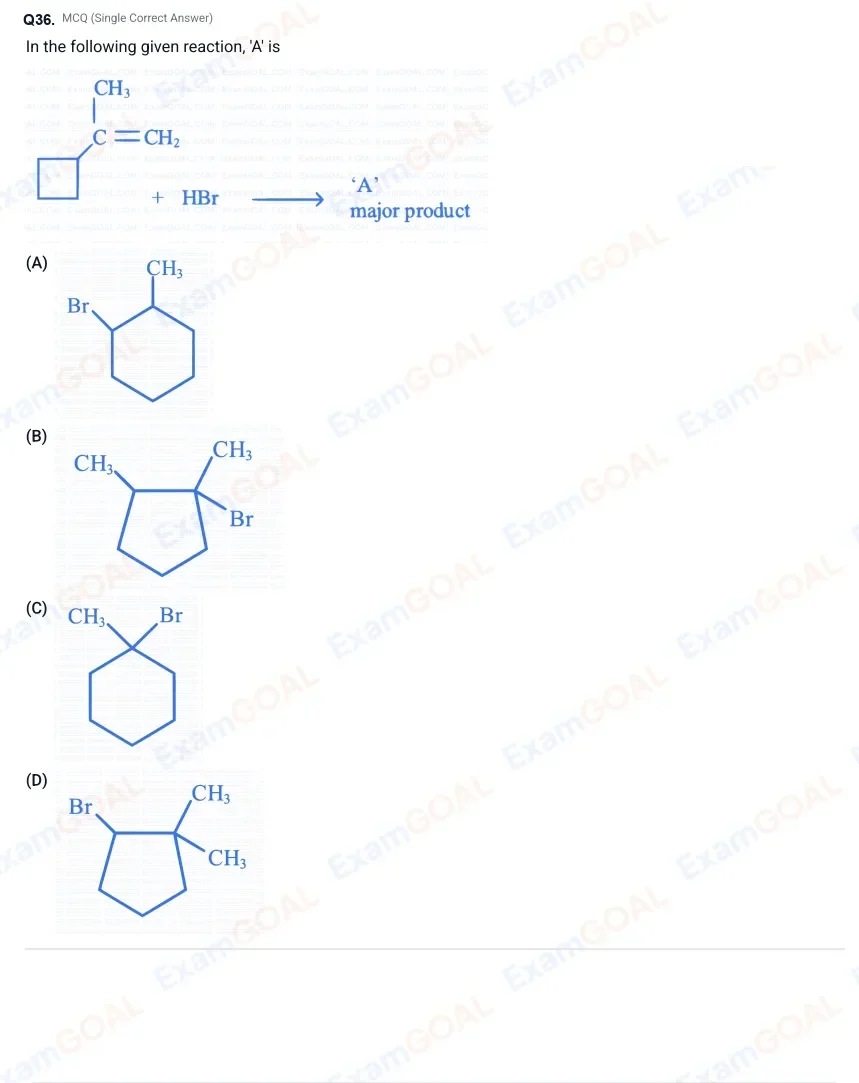 Q36. MCQ (Single Correct Answer)
In the following given reaction, 'A' is
CH₃
C=CH₂
+ HBr ⟶ 'A'
major product
(A)
CH₃
Br
(B)
CH₃
CH₃
Br
(C)
CH₃ Br
(D)
CH₃
Br
CH₃
ExamGOAL